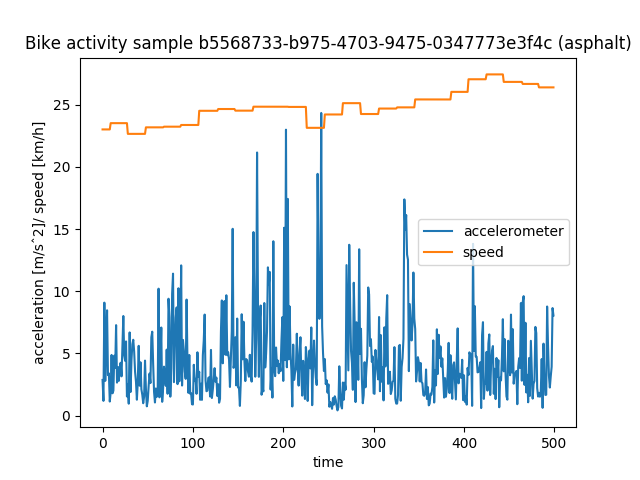 Bike activity sample b5568733-b975-4703-9475-0347773e3f4c (asphalt)
acceleration [m/s^2]/ speed [km/h]
25
20
15
10
5
0
accelerometer
speed
0 100 200 300 400 500
time